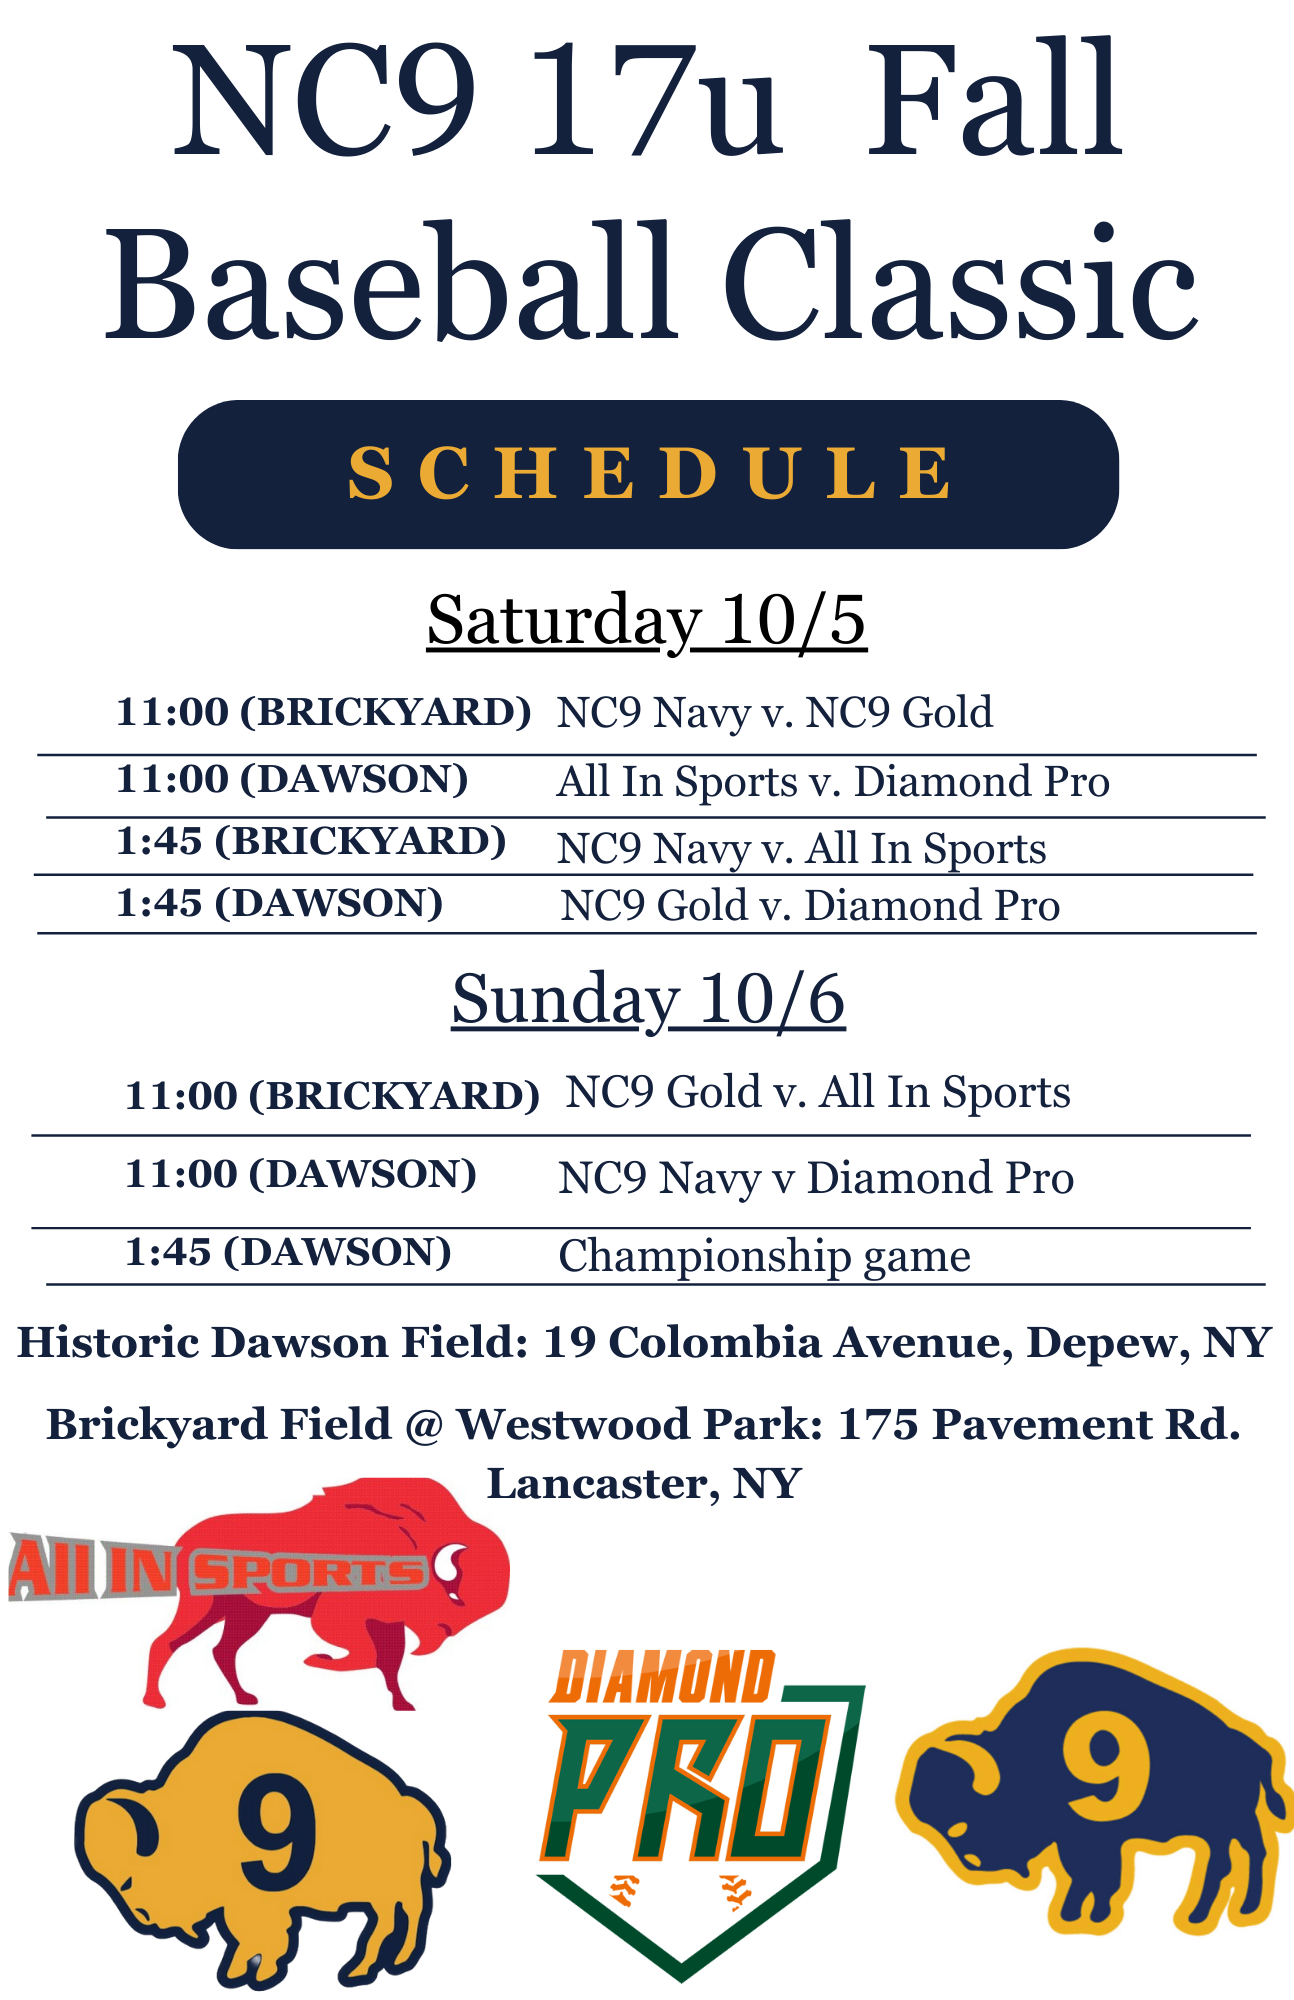 NC9 17u Fall
Baseball Classic
SCHEDULE
Saturday 10/5
11:00 (BRICKYARD) NC9 Navy v. NC9 Gold
11:00 (DAWSON) All In Sports v. Diamond Pro
1:45 (BRICKYARD) NC9 Navy v. All In Sports
1:45 (DAWSON) NC9 Gold v. Diamond Pro
Sunday 10/6
11:00 (BRICKYARD) NC9 Gold v. All In Sports
11:00 (DAWSON) NC9 Navy v Diamond Pro
1:45 (DAWSON) Championship game
Historic Dawson Field: 19 Colombia Avenue, Depew, NY
Brickyard Field @ Westwood Park: 175 Pavement Rd.
Lancaster, NY
All IN SPORTS
DIAMOND
PRO
9
9